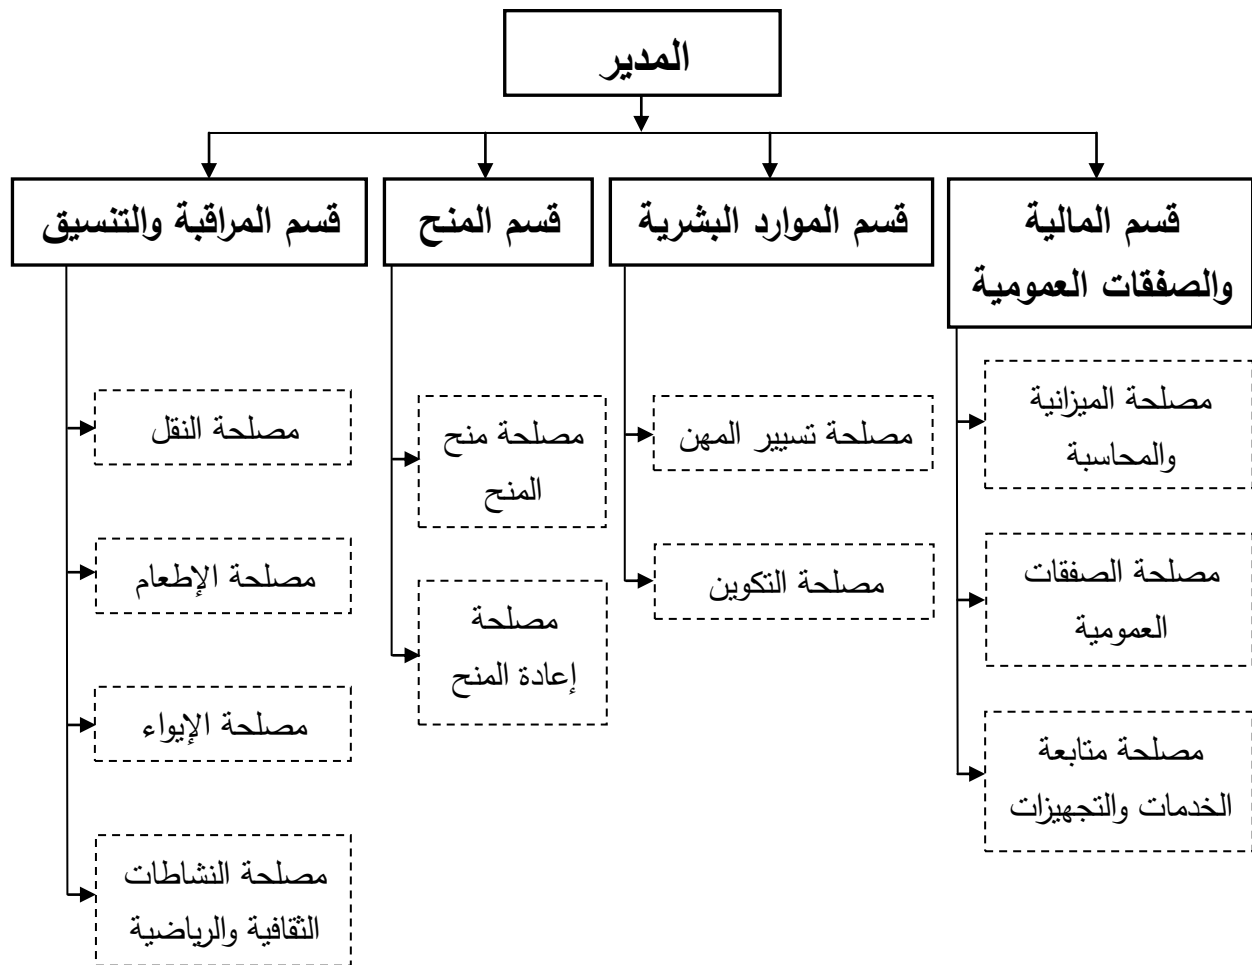 المدير
قسم المالية
والصفقات العمومية
قسم الموارد البشرية
قسم المنح
قسم المراقبة والتنسيق
مصلحة الميزانية
والمحاسبة
مصلحة الصفقات
العمومية
مصلحة متابعة
الخدمات والتجهيزات
مصلحة تسيير المهن
مصلحة التكوين
مصلحة منح
المنح
مصلحة
إعادة المنح
مصلحة النقل
مصلحة الإطعام
مصلحة الإيواء
مصلحة النشاطات
الثقافية والرياضية